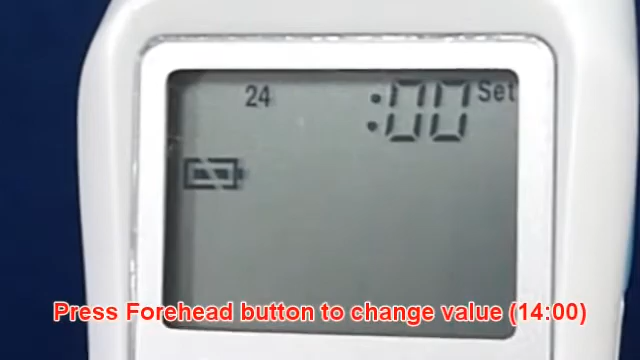 24 :00 Set
Press Forehead button to change value (14:00)